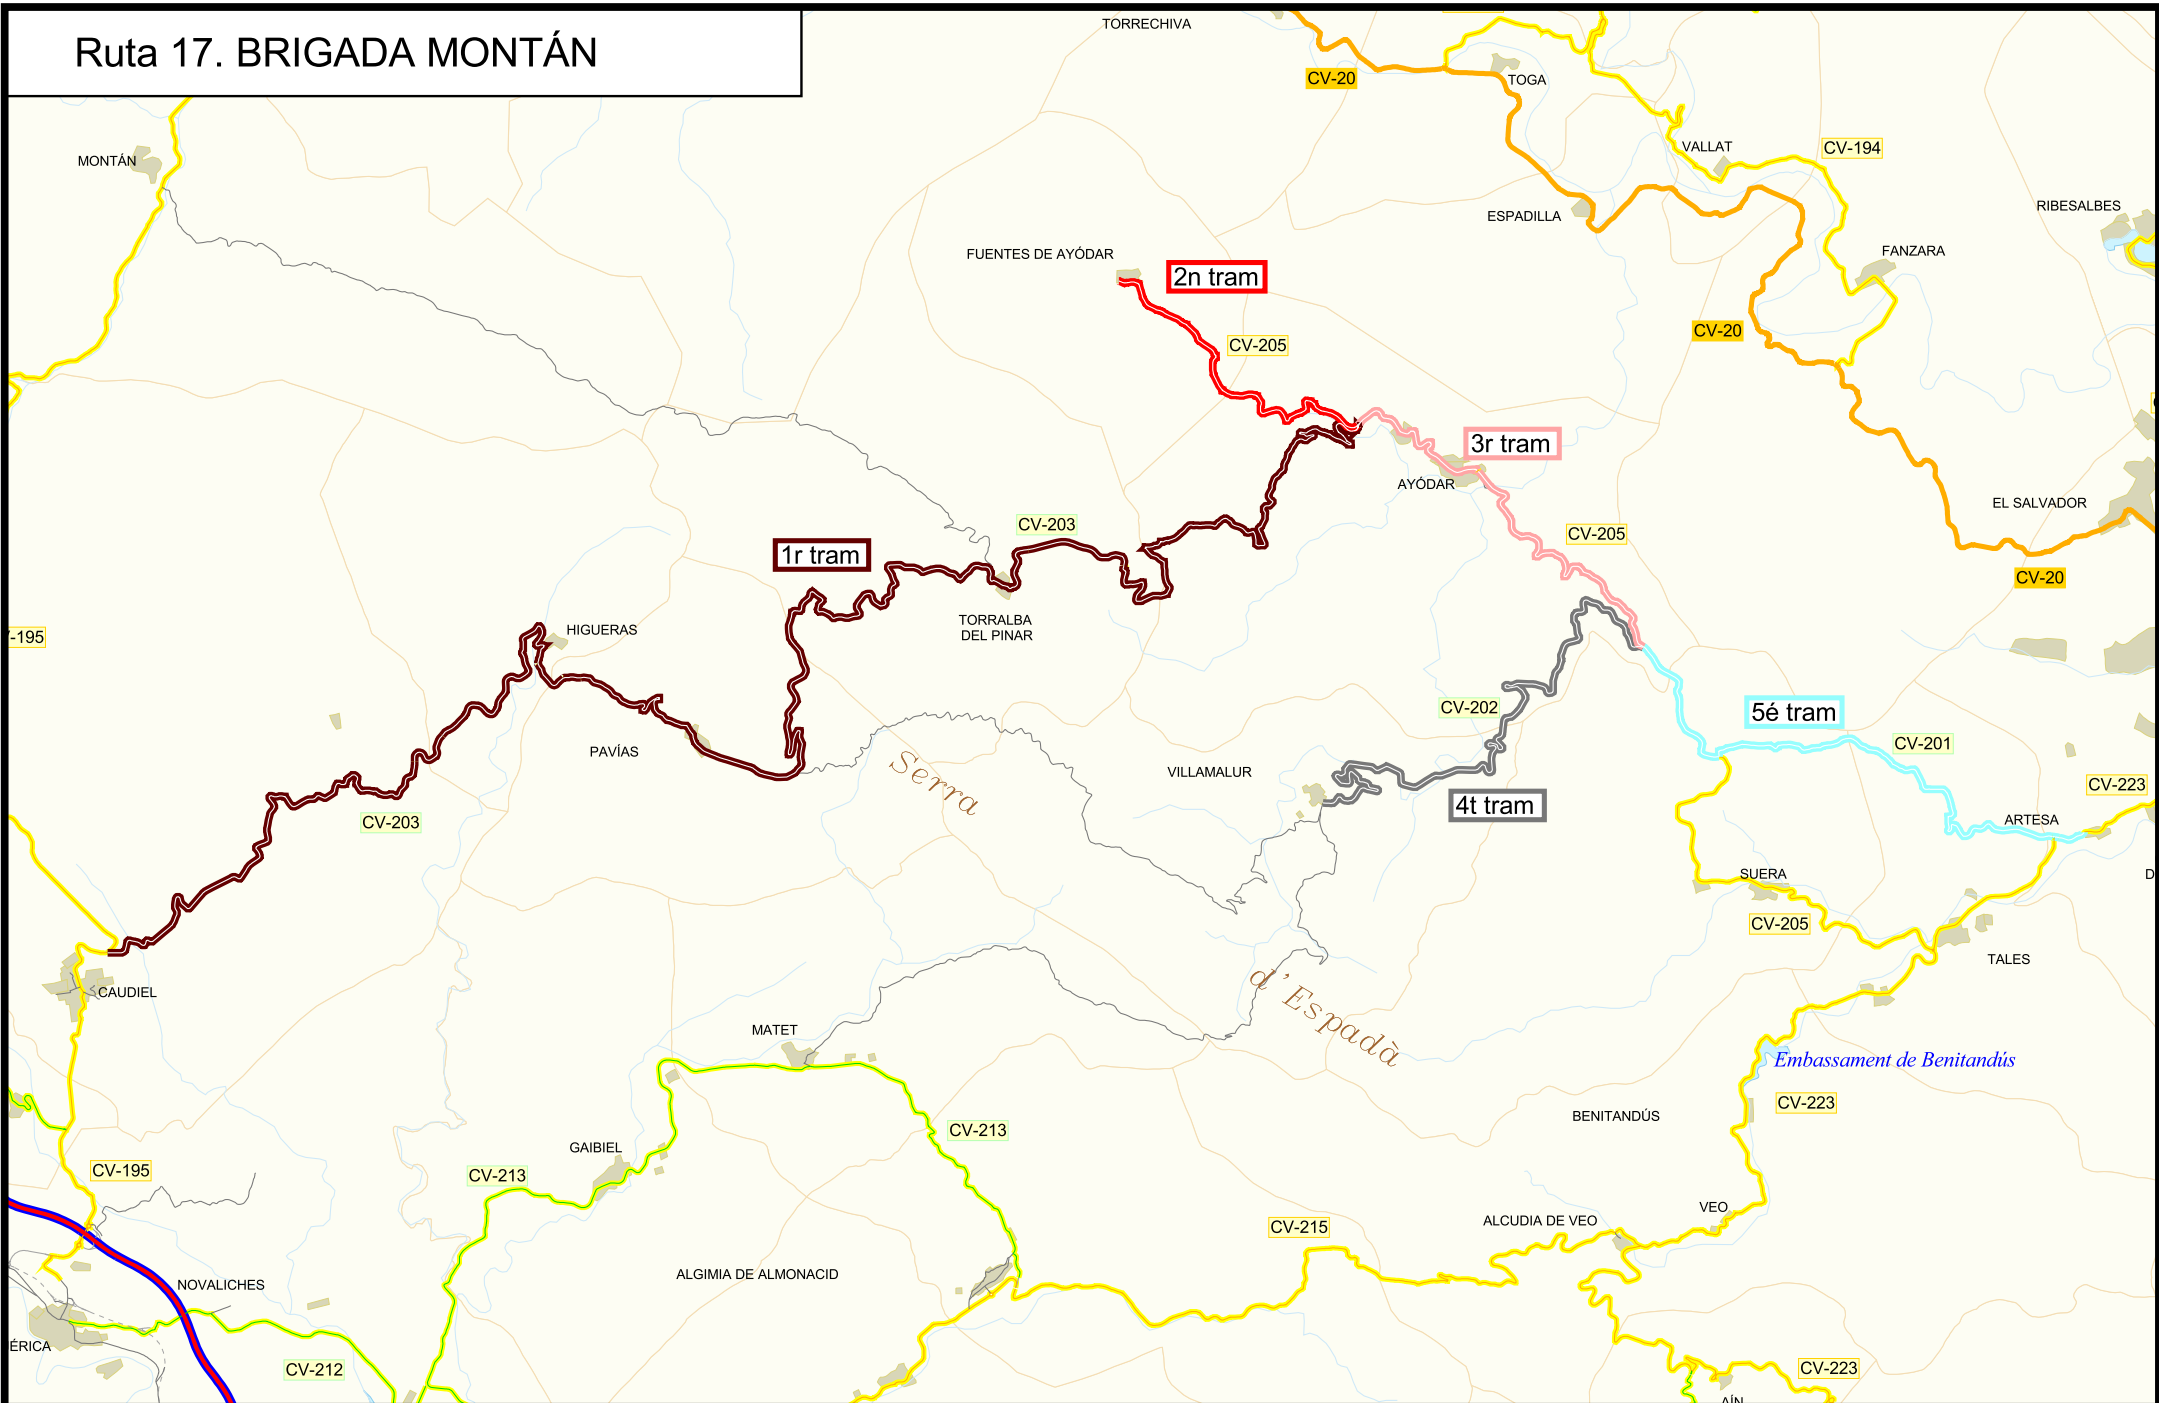 Ruta 17. BRIGADA MONTÁN
TORRECHIVA
CV-20
TOGA
MONTÁN
VALLAT
CV-194
ESPADILLA
RIBESALBES
FUENTES DE AYÓDAR
2n tram
FANZARA
CV-205
CV-20
3r tram
AYÓDAR
EL SALVADOR
CV-203
CV-205
1r tram
CV-20
TORRALBA
DEL PINAR
HIGUERAS
-195
CV-202
5é tram
PAVÍAS
CV-201
Serra
VILLAMALUR
4t tram
CV-223
CV-203
ARTESA
SUERA
D
CV-205
TALES
CAUDIEL
d'Espadà
MATET
Embassament de Benitandús
CV-223
BENITANDÚS
CV-213
GAIBIEL
CV-195
CV-213
VEO
ALCUDIA DE VEO
CV-215
ALGIMIA DE ALMONACID
NOVALICHES
ÉRICA
CV-212
CV-223
AÍN